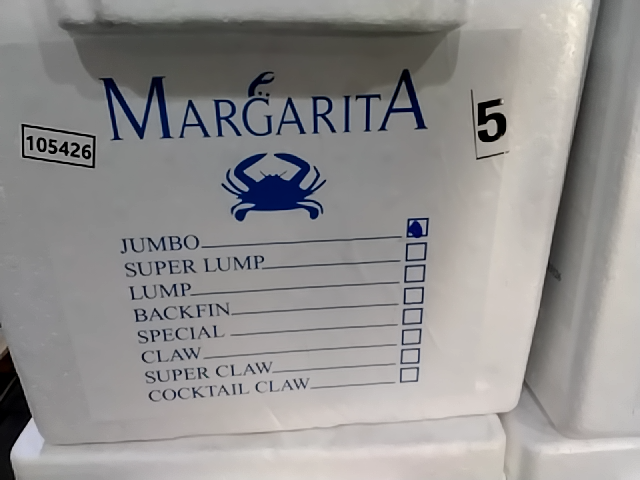 MARGARITA
105426
5
JUMBO
SUPER LUMP
LUMP
BACKFIN
SPECIAL
CLAW
SUPER CLAW
COCKTAIL CLAW